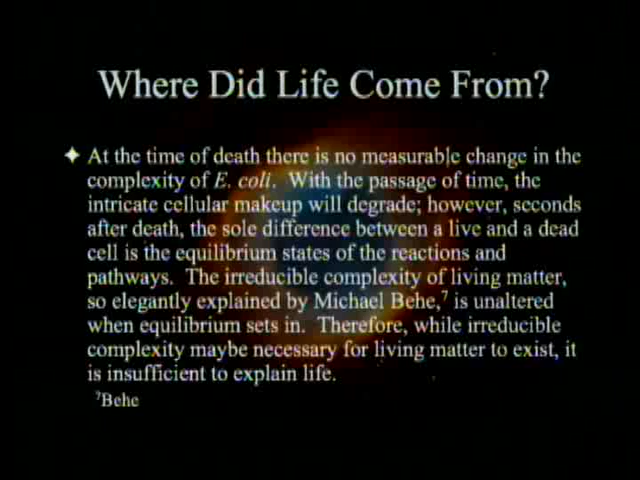 Where Did Life Come From?
At the time of death there is no measurable change in the
complexity of E. coli. With the passage of time, the
intricate cellular makeup will degrade; however, seconds
after death, the sole difference between a live and a dead
cell is the equilibrium states of the reactions and
pathways. The irreducible complexity of living matter,
so elegantly explained by Michael Behe,⁷ is unaltered
when equilibrium sets in. Therefore, while irreducible
complexity maybe necessary for living matter to exist, it
is insufficient to explain life.
⁷Behe